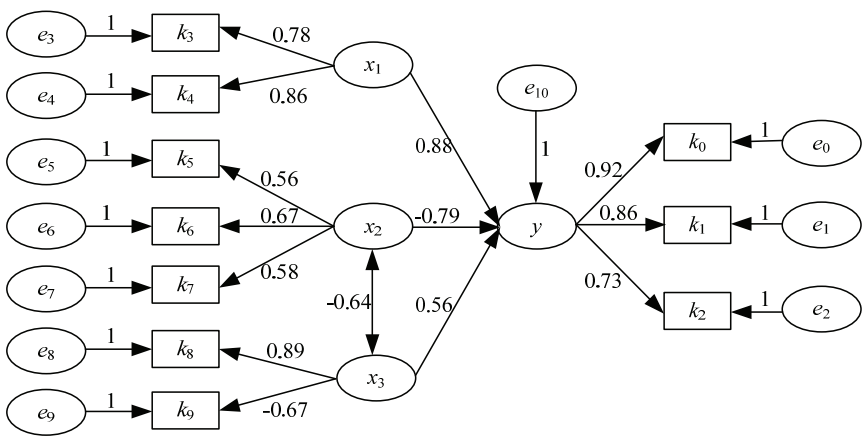 e3 1 k3 0.78 x1
e4 1 k4 0.86
e10
e5 1 k5 0.56 0.88 1 0.92 k0 1 e0
e6 1 k6 0.67 x2 -0.79 y 0.86 k1 1 e1
e7 1 k7 0.58 -0.64 0.56 0.73 k2 1 e2
e8 1 k8 0.89 x3
e9 1 k9 -0.67